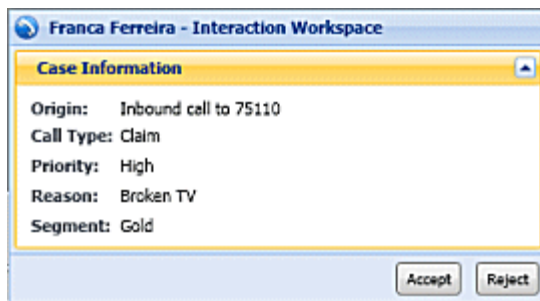 Franca Ferreira - Interaction Workspace
Case Information
Origin: Inbound call to 75110
Call Type: Claim
Priority: High
Reason: Broken TV
Segment: Gold
Accept Reject